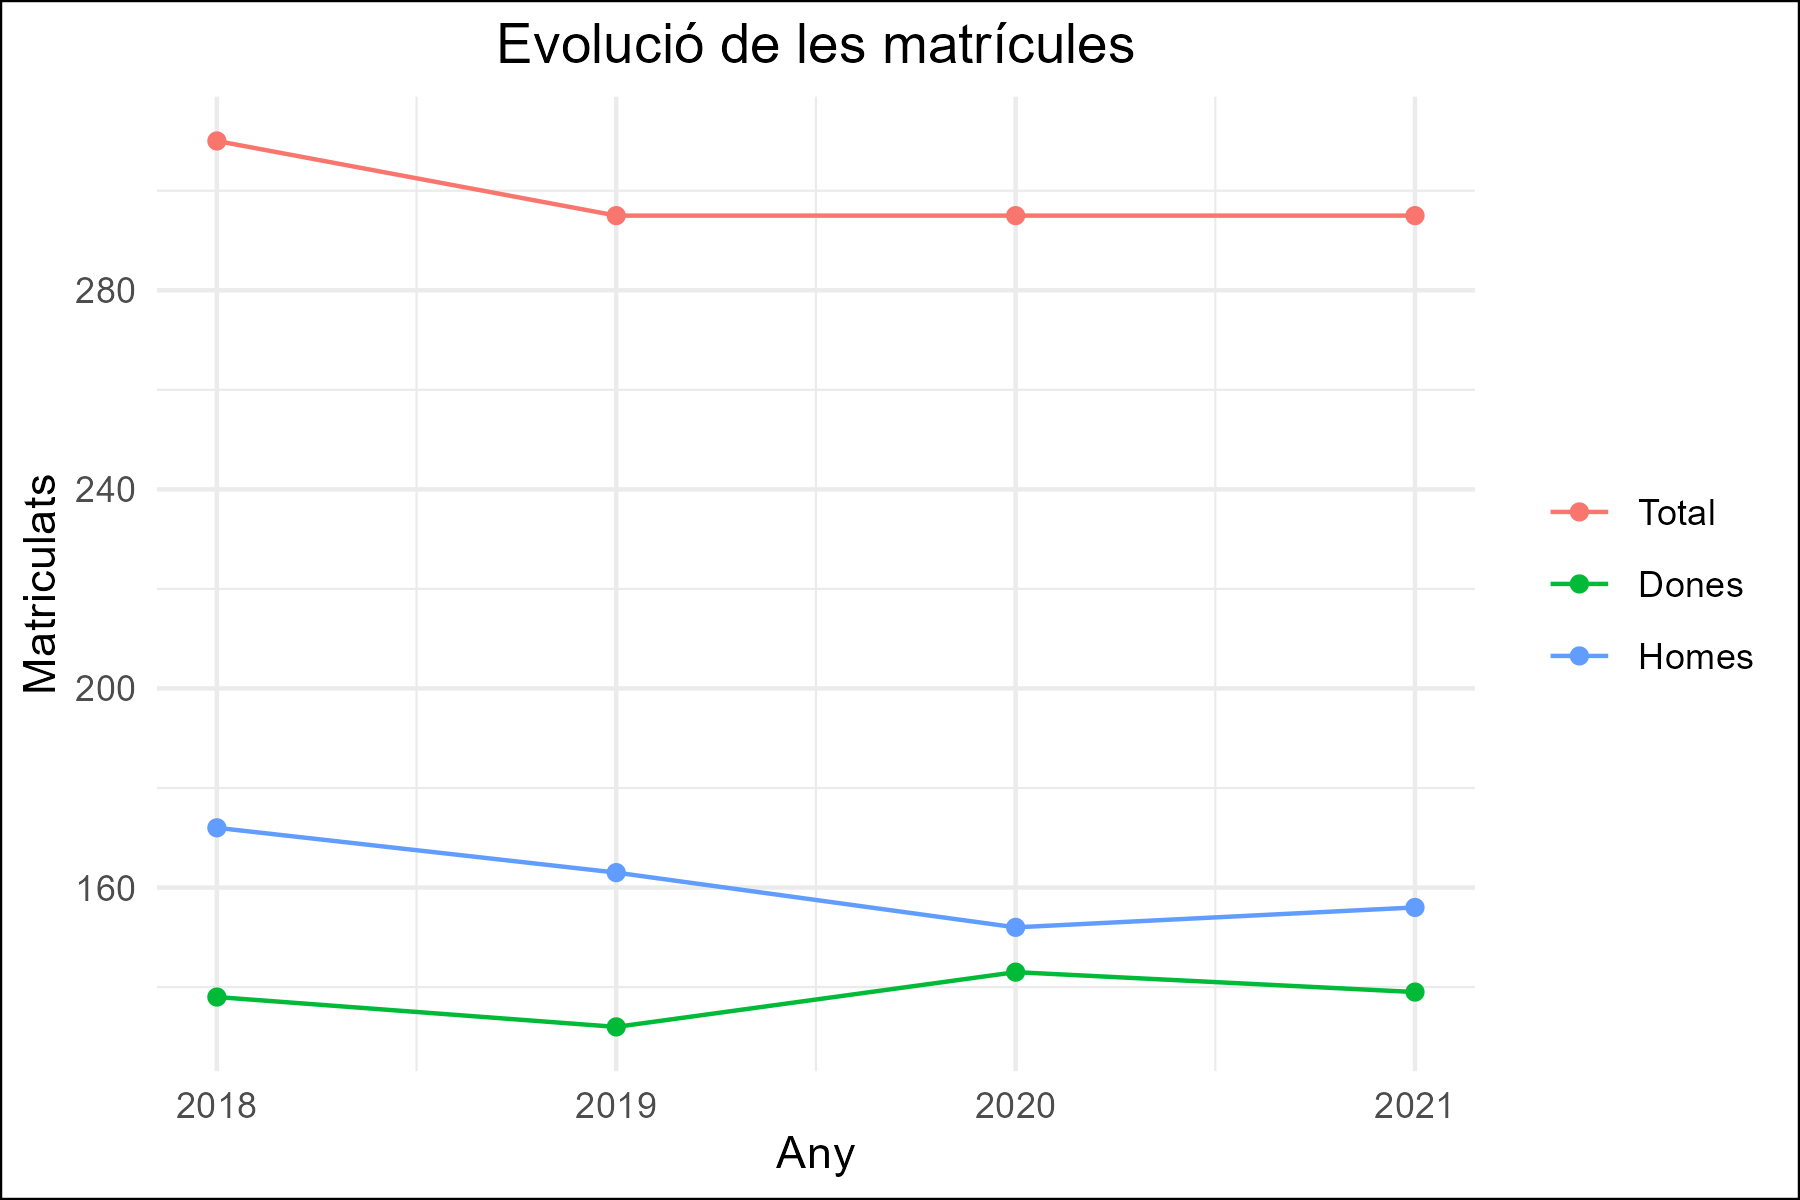 Evolució de les matrícules
Matriculats
280
240
200
160
2018 2019 2020 2021
Any
Total
Dones
Homes